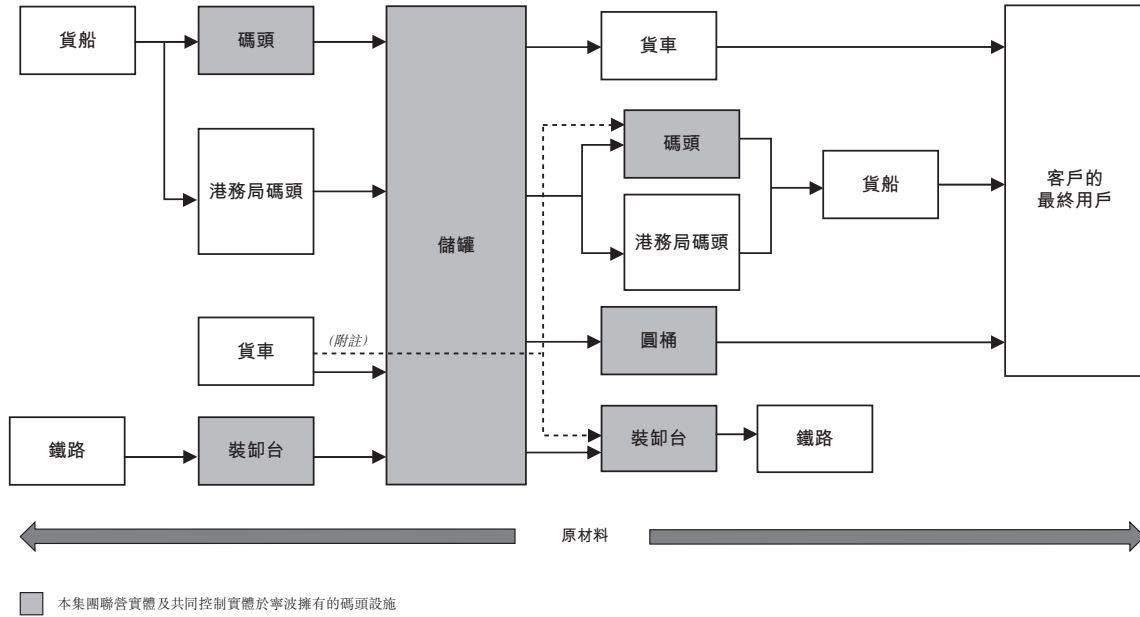 貨船
碼頭
港務局碼頭
貨車
(附註)
鐵路
裝卸台
儲罐
貨車
碼頭
港務局碼頭
貨船
圓桶
裝卸台
鐵路
客戶的
最終用戶
原材料
本集團聯營實體及共同控制實體於寧波擁有的碼頭設施